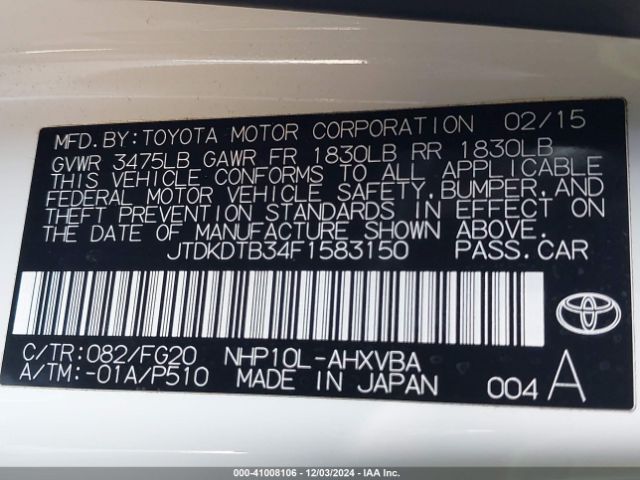 MFD.BY:TOYOTA MOTOR CORPORATION 02/15
GVWR 3475LB GAWR FR 1830LB RR 1830LB
THIS VEHICLE CONFORMS TO ALL APPLICABLE
FEDERAL MOTOR VEHICLE SAFETY,BUMPER,AND
THEFT PREVENTION STANDARDS IN EFFECT ON
THE DATE OF MANUFACTURE SHOWN ABOVE.
JTDKDTB34F1583150 PASS.CAR
C/TR:082/FG20 NHP10L-AHXVBA
A/TM:-01A/P510 MADE IN JAPAN 004 A
000-41008106 - 12/03/2024 - IAA Inc.